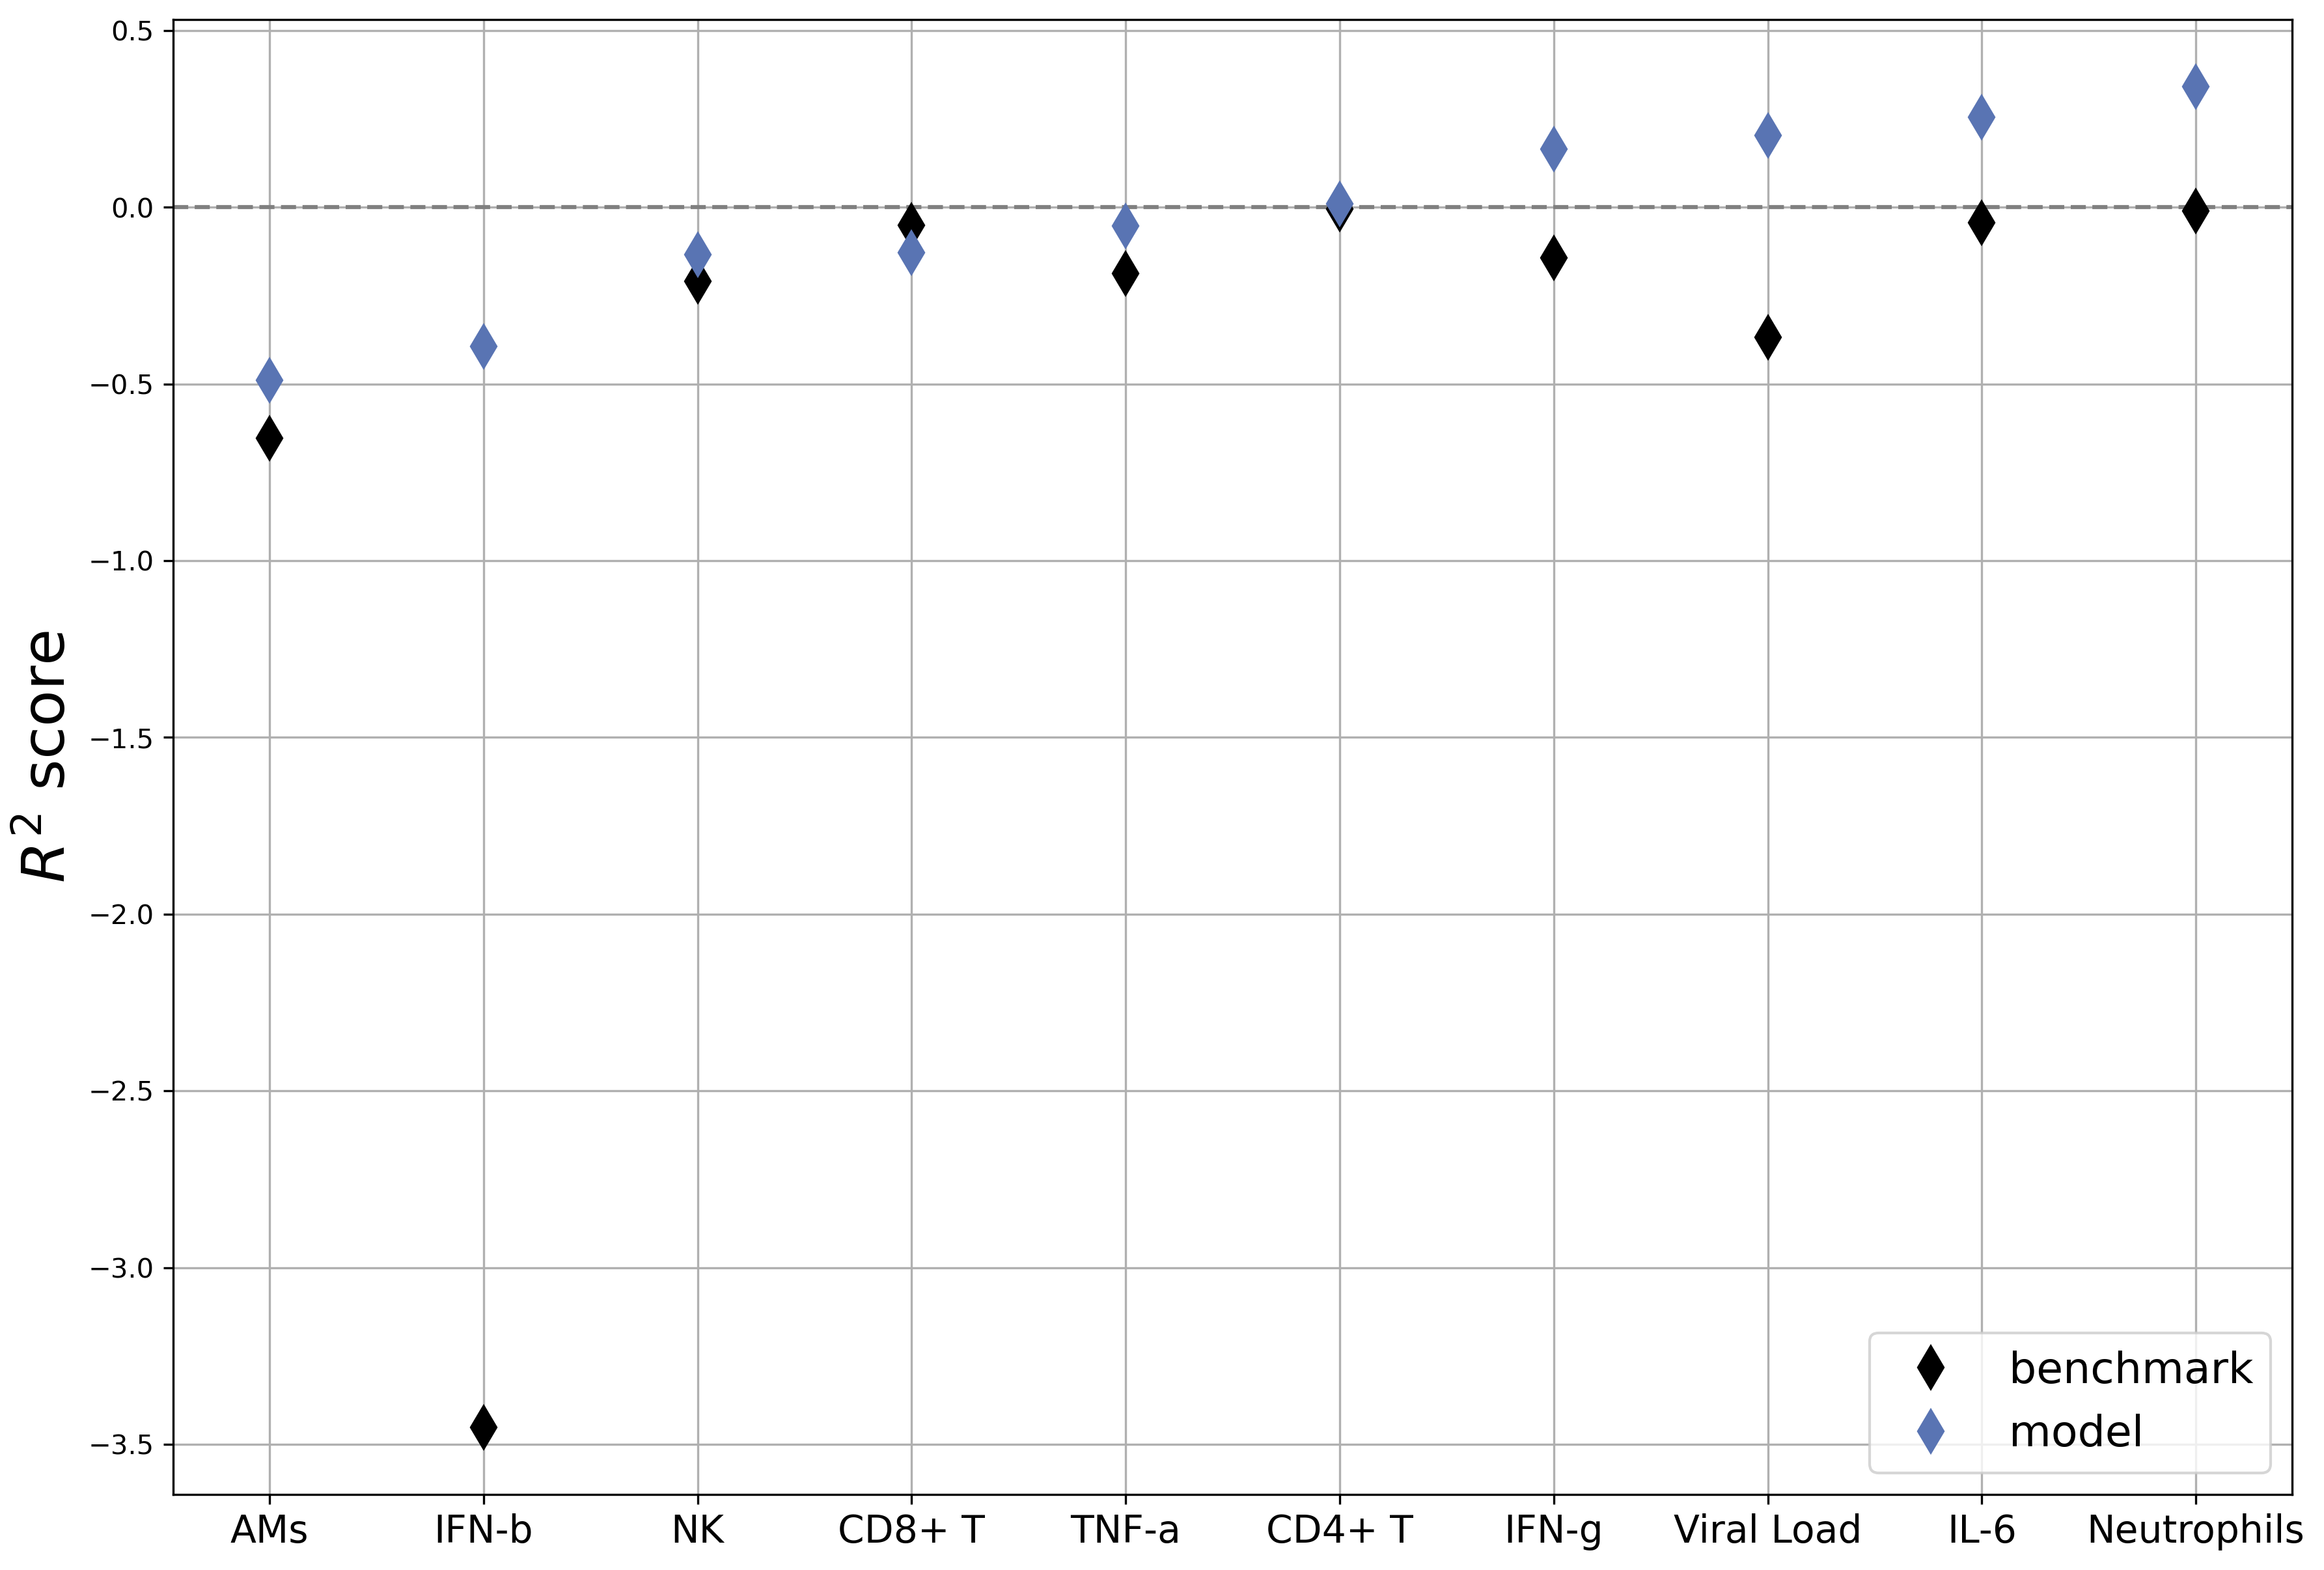 R² score
0.5
0.0
−0.5
−1.0
−1.5
−2.0
−2.5
−3.0
−3.5
AMs
IFN-b
NK
CD8+ T
TNF-a
CD4+ T
IFN-g
Viral Load
IL-6
Neutrophils
benchmark
model